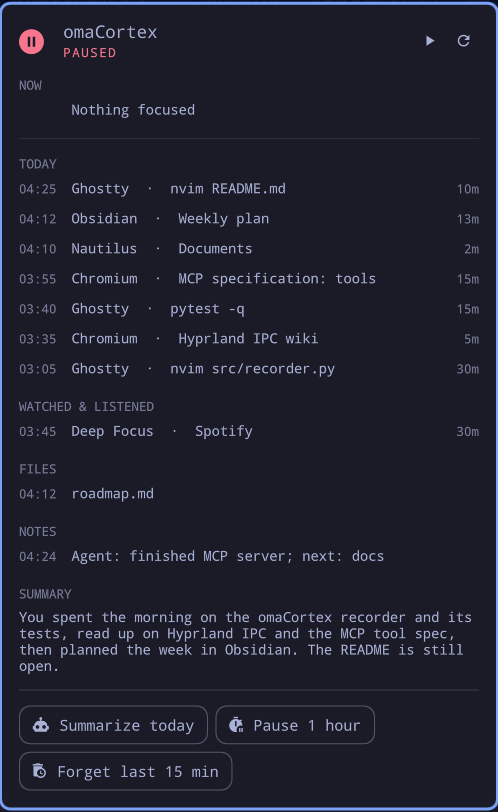 omaCortex
PAUSED
NOW
Nothing focused
TODAY
04:25 Ghostty · nvim README.md 10m
04:12 Obsidian · Weekly plan 13m
04:10 Nautilus · Documents 2m
03:55 Chromium · MCP specification: tools 15m
03:40 Ghostty · pytest -q 15m
03:35 Chromium · Hyprland IPC wiki 5m
03:05 Ghostty · nvim src/recorder.py 30m
WATCHED & LISTENED
03:45 Deep Focus · Spotify 30m
FILES
04:12 roadmap.md
NOTES
04:24 Agent: finished MCP server; next: docs
SUMMARY
You spent the morning on the omaCortex recorder and its
tests, read up on Hyprland IPC and the MCP tool spec,
then planned the week in Obsidian. The README is still
open.
Summarize today
Pause 1 hour
Forget last 15 min